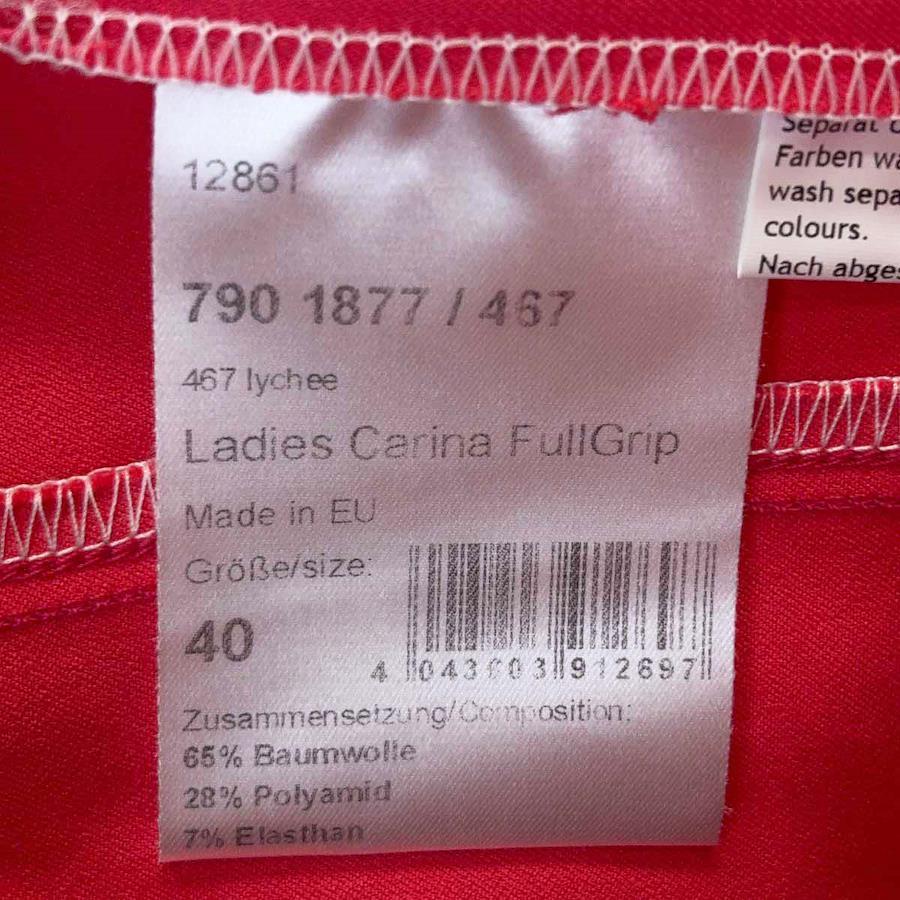 12861
790 1877 / 467
467 lychee
Ladies Carina FullGrip
Made in EU
Größe/size:
40
4 043603 912697
Zusammensetzung/Composition:
65% Baumwolle
28% Polyamid
7% Elasthan
Separat
Farben
wash
colours.
Nach